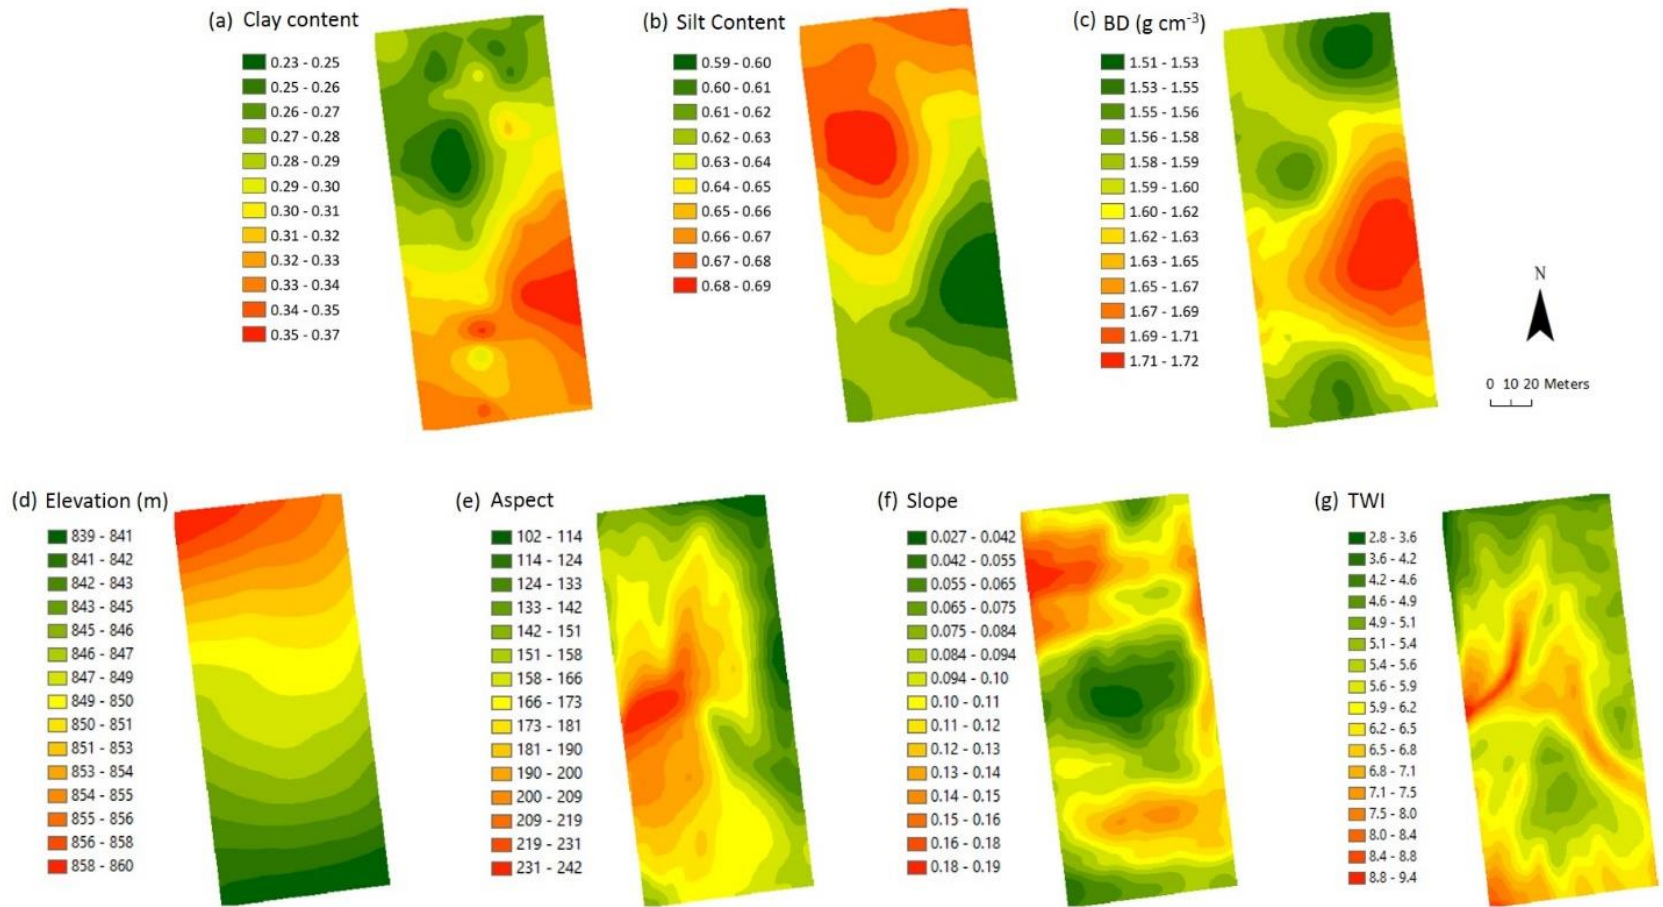 (a) Clay content
0.23 - 0.25
0.25 - 0.26
0.26 - 0.27
0.27 - 0.28
0.28 - 0.29
0.29 - 0.30
0.30 - 0.31
0.31 - 0.32
0.32 - 0.33
0.33 - 0.34
0.34 - 0.35
0.35 - 0.37
(b) Silt Content
0.59 - 0.60
0.60 - 0.61
0.61 - 0.62
0.62 - 0.63
0.63 - 0.64
0.64 - 0.65
0.65 - 0.66
0.66 - 0.67
0.67 - 0.68
0.68 - 0.69
(c) BD (g cm⁻³)
1.51 - 1.53
1.53 - 1.55
1.55 - 1.56
1.56 - 1.58
1.58 - 1.59
1.59 - 1.60
1.60 - 1.62
1.62 - 1.63
1.63 - 1.65
1.65 - 1.67
1.67 - 1.69
1.69 - 1.71
1.71 - 1.72
N
0 10 20 Meters
(d) Elevation (m)
839 - 841
841 - 842
842 - 843
843 - 845
845 - 846
846 - 847
847 - 849
849 - 850
850 - 851
851 - 853
853 - 854
854 - 855
855 - 856
856 - 858
858 - 860
(e) Aspect
102 - 114
114 - 124
124 - 133
133 - 142
142 - 151
151 - 158
158 - 166
166 - 173
173 - 181
181 - 190
190 - 200
200 - 209
209 - 219
219 - 231
231 - 242
(f) Slope
0.027 - 0.042
0.042 - 0.055
0.055 - 0.065
0.065 - 0.075
0.075 - 0.084
0.084 - 0.094
0.094 - 0.10
0.10 - 0.11
0.11 - 0.12
0.12 - 0.13
0.13 - 0.14
0.14 - 0.15
0.15 - 0.16
0.16 - 0.18
0.18 - 0.19
(g) TWI
2.8 - 3.6
3.6 - 4.2
4.2 - 4.6
4.6 - 4.9
4.9 - 5.1
5.1 - 5.4
5.4 - 5.6
5.6 - 5.9
5.9 - 6.2
6.2 - 6.5
6.5 - 6.8
6.8 - 7.1
7.1 - 7.5
7.5 - 8.0
8.0 - 8.4
8.4 - 8.8
8.8 - 9.4